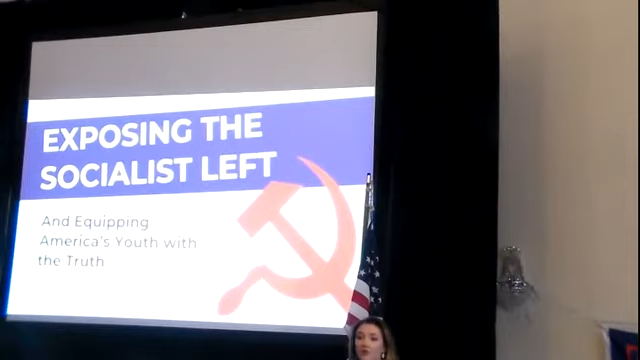 EXPOSING THE
SOCIALIST LEFT
And Equipping
America's Youth with
the Truth